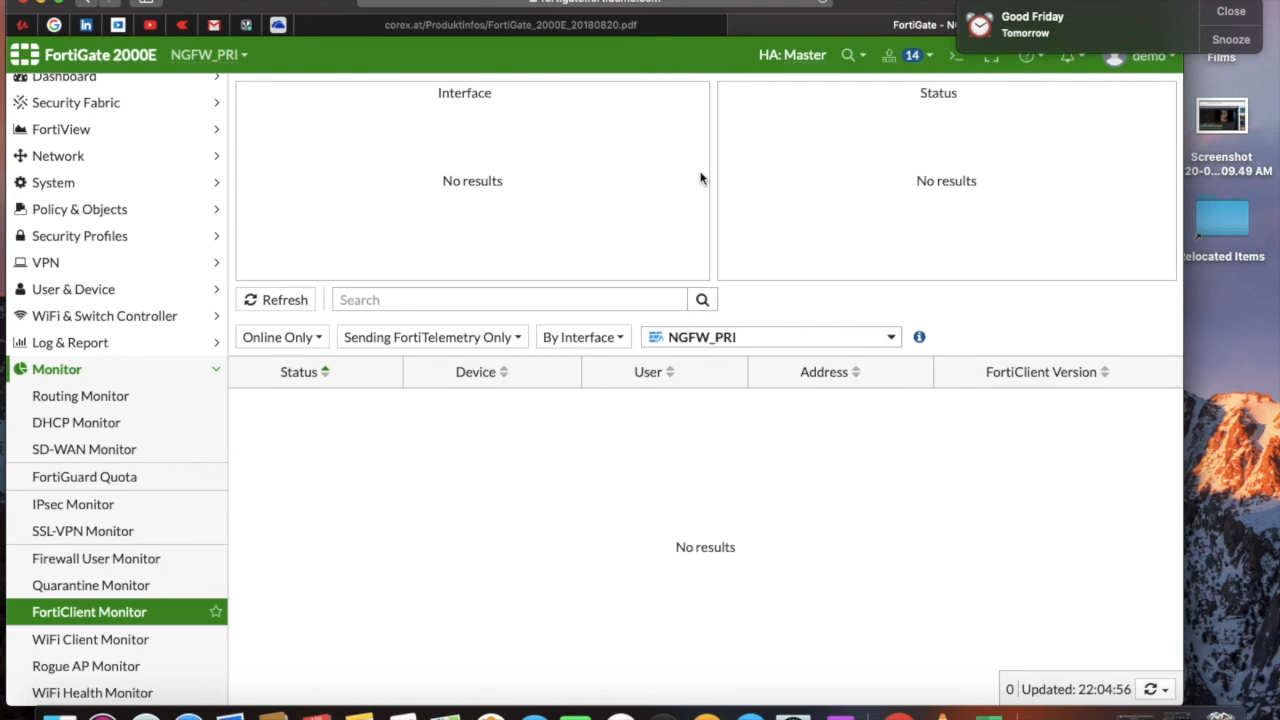 Good Friday
Tomorrow
Close
Snooze
corex.at/Produktinfos/FortiGate_2000E_20180820.pdf
FortiGate - NG
FortiGate 2000E
NGFW_PRI
HA: Master
14
demo
Films
Screenshot
20-0...09.49 AM
elocated Items
Dashboard
Security Fabric
FortiView
Network
System
Policy & Objects
Security Profiles
VPN
User & Device
WiFi & Switch Controller
Log & Report
Monitor
Routing Monitor
DHCP Monitor
SD-WAN Monitor
FortiGuard Quota
IPsec Monitor
SSL-VPN Monitor
Firewall User Monitor
Quarantine Monitor
FortiClient Monitor
WiFi Client Monitor
Rogue AP Monitor
WiFi Health Monitor
Interface
No results
Status
No results
Refresh
Search
Online Only
Sending FortiTelemetry Only
By Interface
NGFW_PRI
Status
Device
User
Address
FortiClient Version
No results
0
Updated: 22:04:56